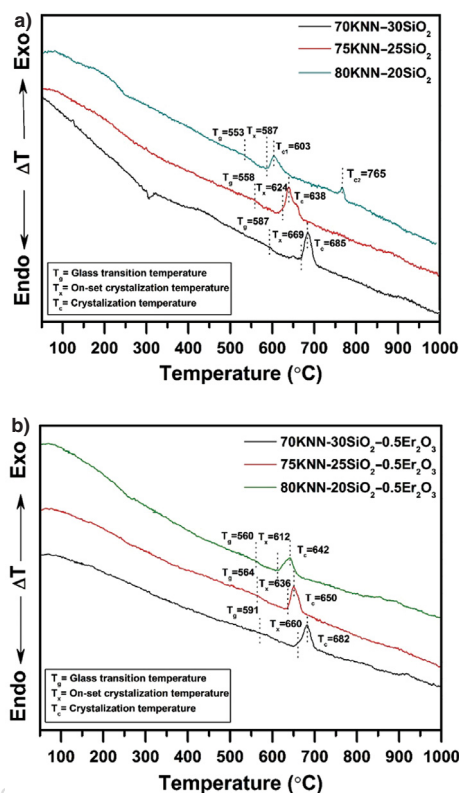 a)
70KNN–30SiO₂
75KNN–25SiO₂
80KNN–20SiO₂
Endo ← ΔT → Exo
Tg=553 Tx=587
Tc1=603
Tc2=765
Tg=558
Tx=624
Tc=638
Tg=587
Tx=669
Tc=685
Tg= Glass transition temperature
Tx= On-set crystalization temperature
Tc= Crystalization temperature
100 200 300 400 500 600 700 800 900 1000
Temperature (°C)
b)
70KNN-30SiO₂–0.5Er₂O₃
75KNN-25SiO₂–0.5Er₂O₃
80KNN-20SiO₂–0.5Er₂O₃
Endo ← ΔT → Exo
Tg=560 Tx=612
Tc=642
Tg=564
Tx=636
Tc=650
Tg=591
Tx=660
Tc=682
Tg= Glass transition temperature
Tx= On-set crystalization temperature
Tc= Crystalization temperature
100 200 300 400 500 600 700 800 900 1000
Temperature (°C)